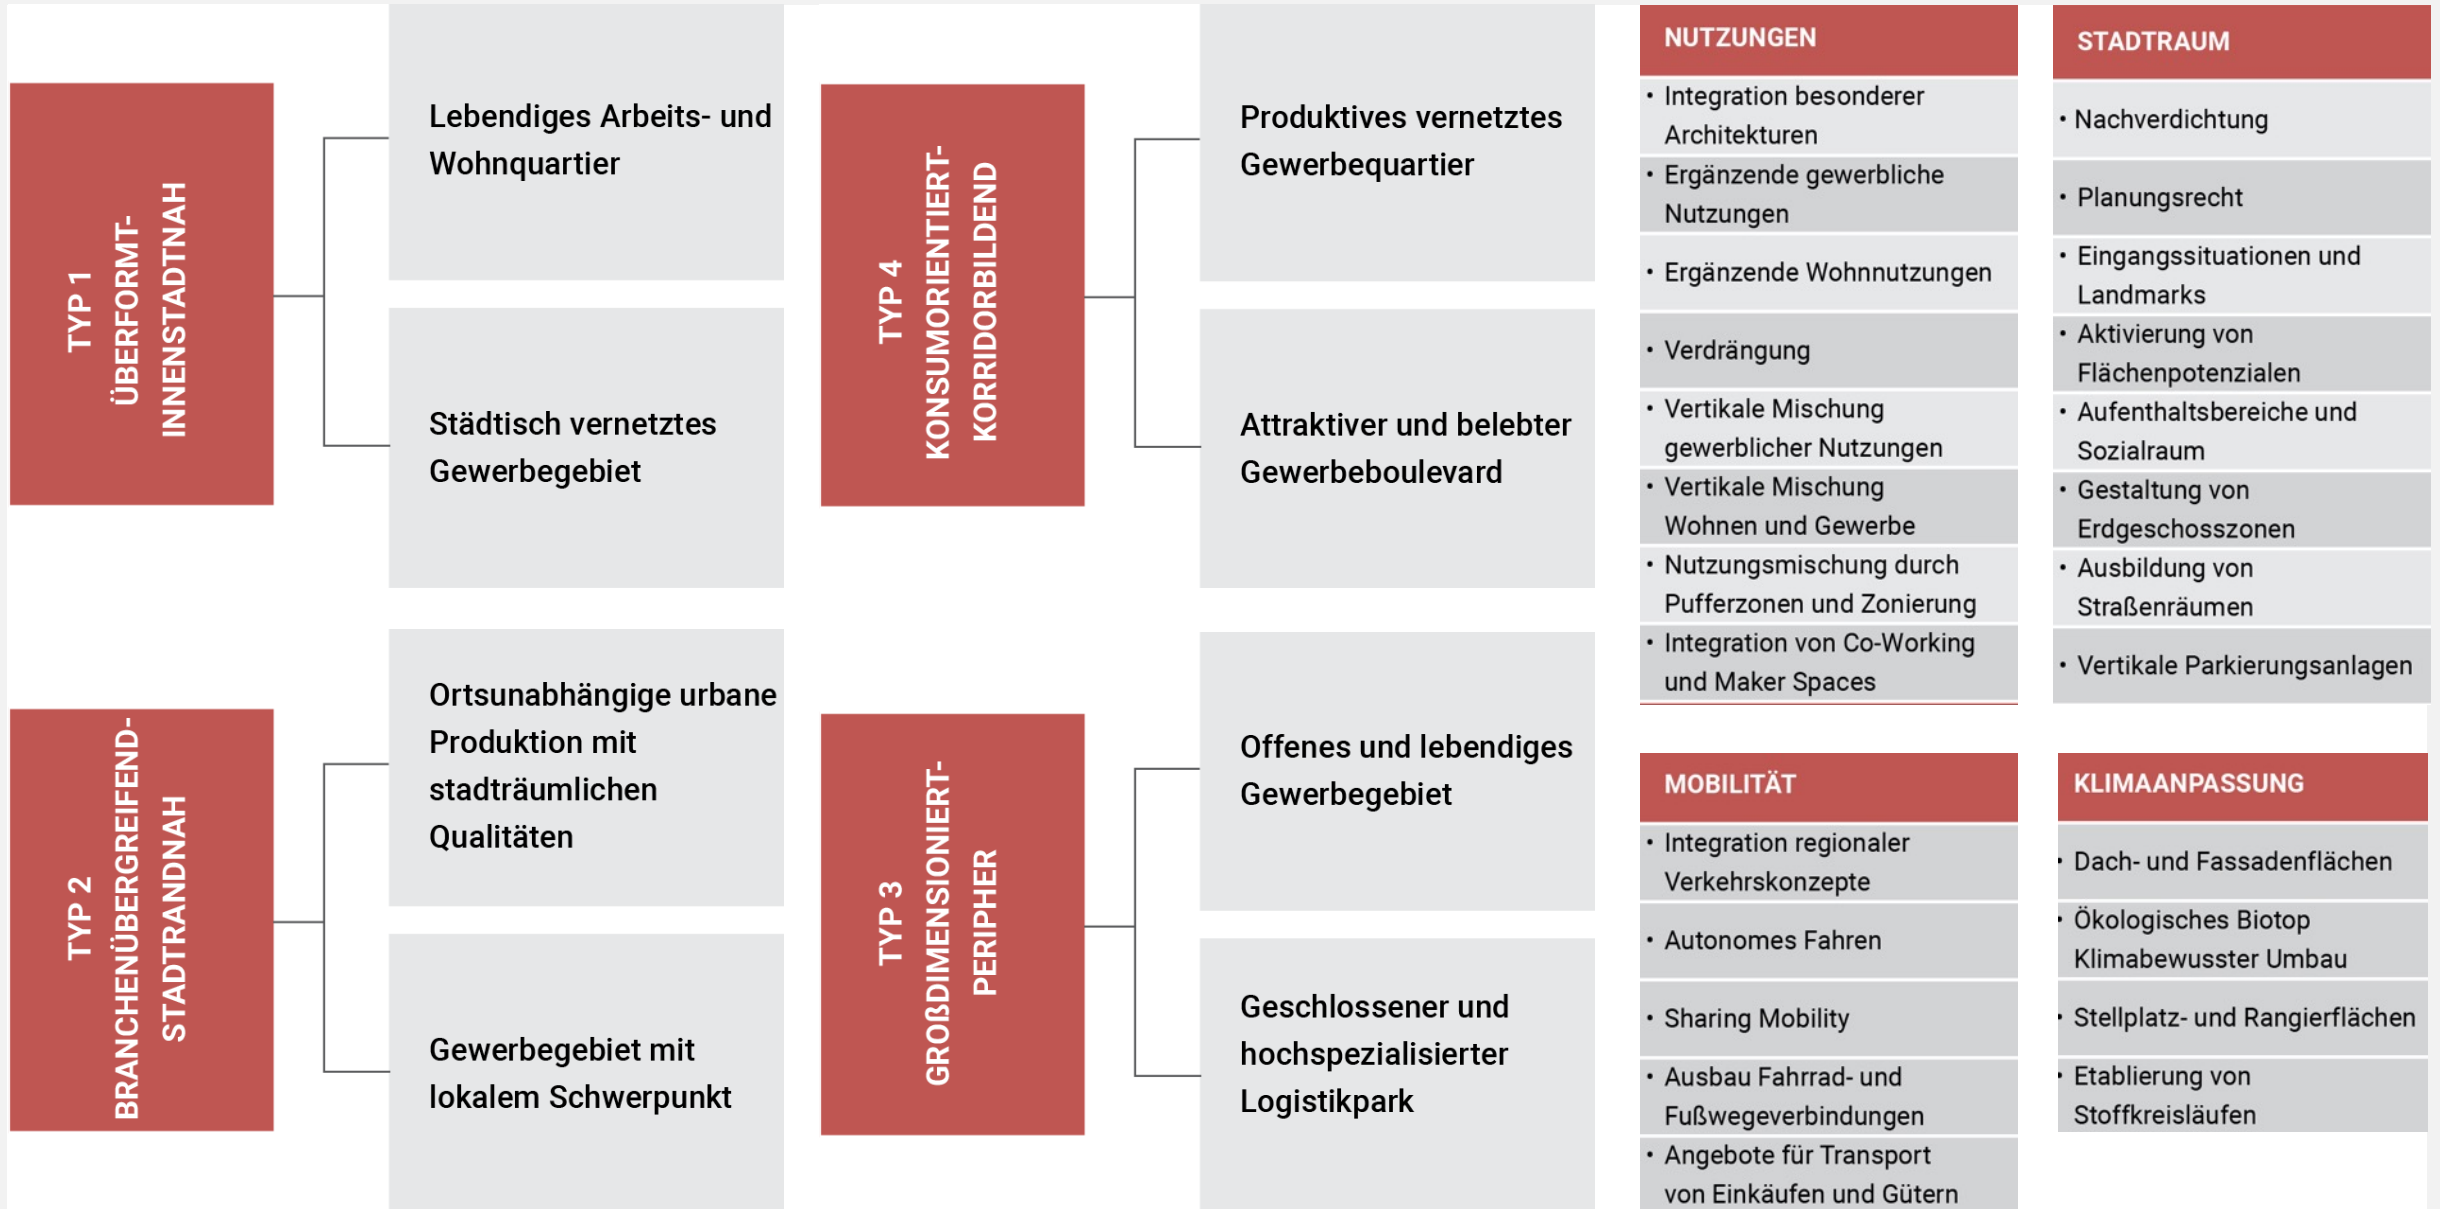 TYP 1
ÜBERFORMT-
INNENSTADTNAH
Lebendiges Arbeits- und
Wohnquartier
Städtisch vernetztes
Gewerbegebiet
TYP 2
BRANCHENÜBERGREIFEND-
STADTRANDNAH
Ortsunabhängige urbane
Produktion mit
stadträumlichen
Qualitäten
Gewerbegebiet mit
lokalem Schwerpunkt
TYP 4
KONSUMORIENTIERT-
KORRIDORBILDEND
Produktives vernetztes
Gewerbequartier
Attraktiver und belebter
Gewerbeboulevard
TYP 3
GROßDIMENSIONIERT-
PERIPHER
Offenes und lebendiges
Gewerbegebiet
Geschlossener und
hochspezialisierter
Logistikpark
NUTZUNGEN
• Integration besonderer
Architekturen
• Ergänzende gewerbliche
Nutzungen
• Ergänzende Wohnnutzungen
• Verdrängung
• Vertikale Mischung
gewerblicher Nutzungen
• Vertikale Mischung
Wohnen und Gewerbe
• Nutzungsmischung durch
Pufferzonen und Zonierung
• Integration von Co-Working
und Maker Spaces
STADTRAUM
• Nachverdichtung
• Planungsrecht
• Eingangssituationen und
Landmarks
• Aktivierung von
Flächenpotenzialen
• Aufenthaltsbereiche und
Sozialraum
• Gestaltung von
Erdgeschosszonen
• Ausbildung von
Straßenräumen
• Vertikale Parkierungsanlagen
MOBILITÄT
• Integration regionaler
Verkehrskonzepte
• Autonomes Fahren
• Sharing Mobility
• Ausbau Fahrrad- und
Fußwegeverbindungen
• Angebote für Transport
von Einkäufen und Gütern
KLIMAANPASSUNG
• Dach- und Fassadenflächen
• Ökologisches Biotop
Klimabewusster Umbau
• Stellplatz- und Rangierflächen
• Etablierung von
Stoffkreisläufen